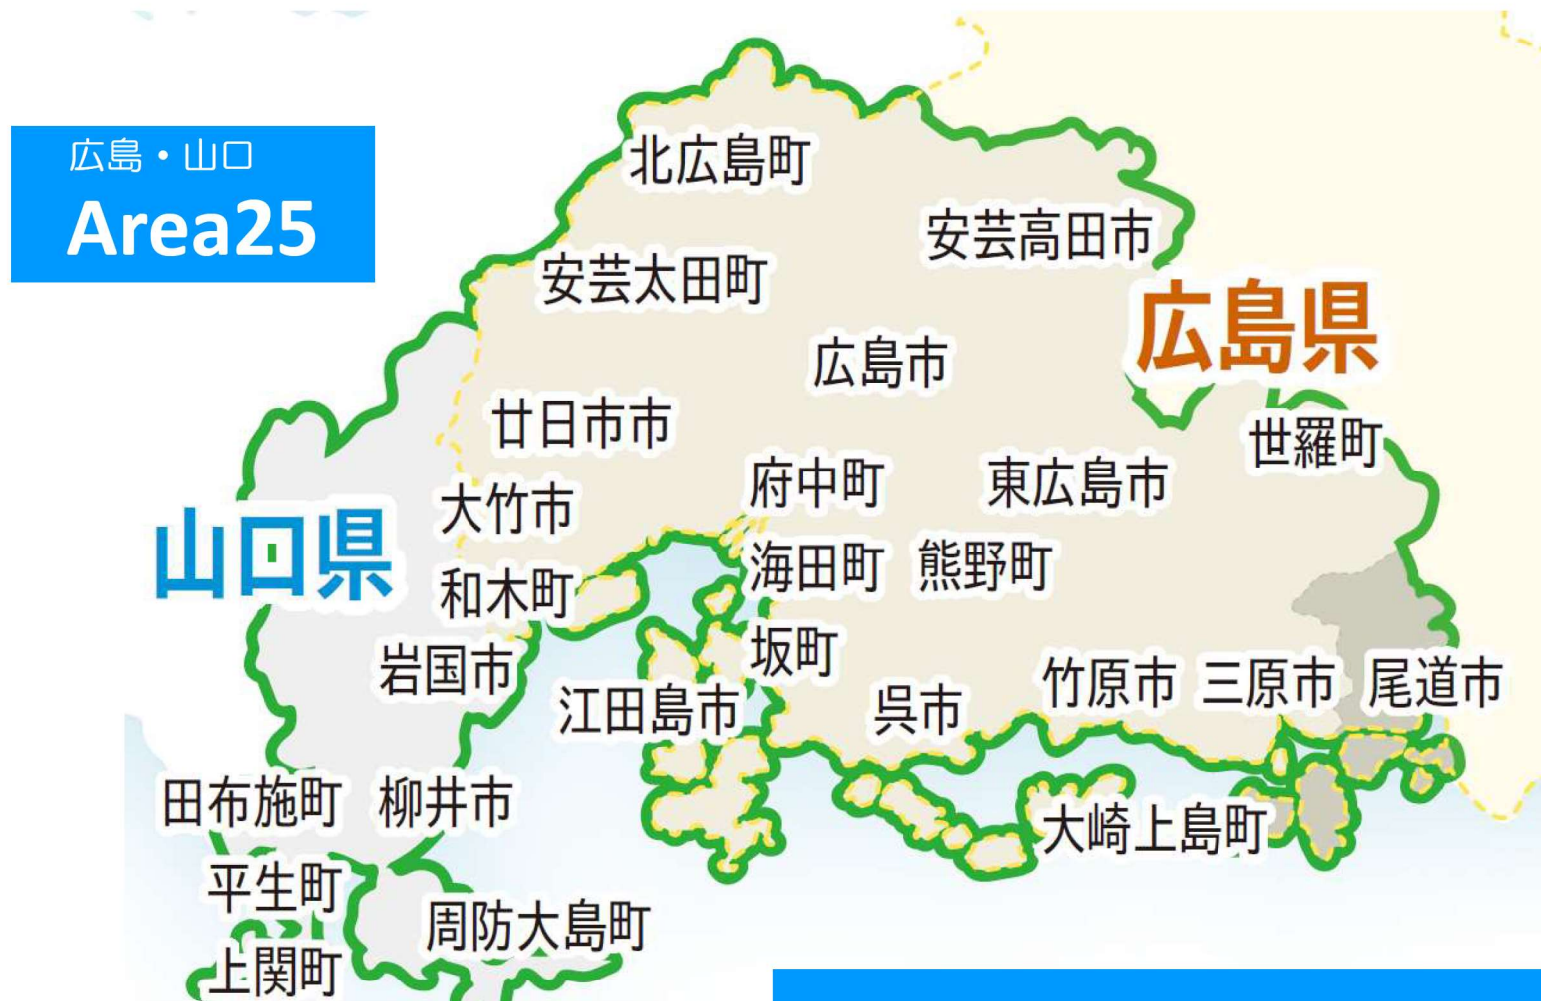 広島・山口
Area25
北広島町
安芸高田市
安芸太田町
広島県
広島市
廿日市市
世羅町
府中町
東広島市
大竹市
山口県
海田町
熊野町
和木町
坂町
岩国市
竹原市
三原市
尾道市
江田島市
呉市
田布施町
柳井市
大崎上島町
平生町
周防大島町
上関町